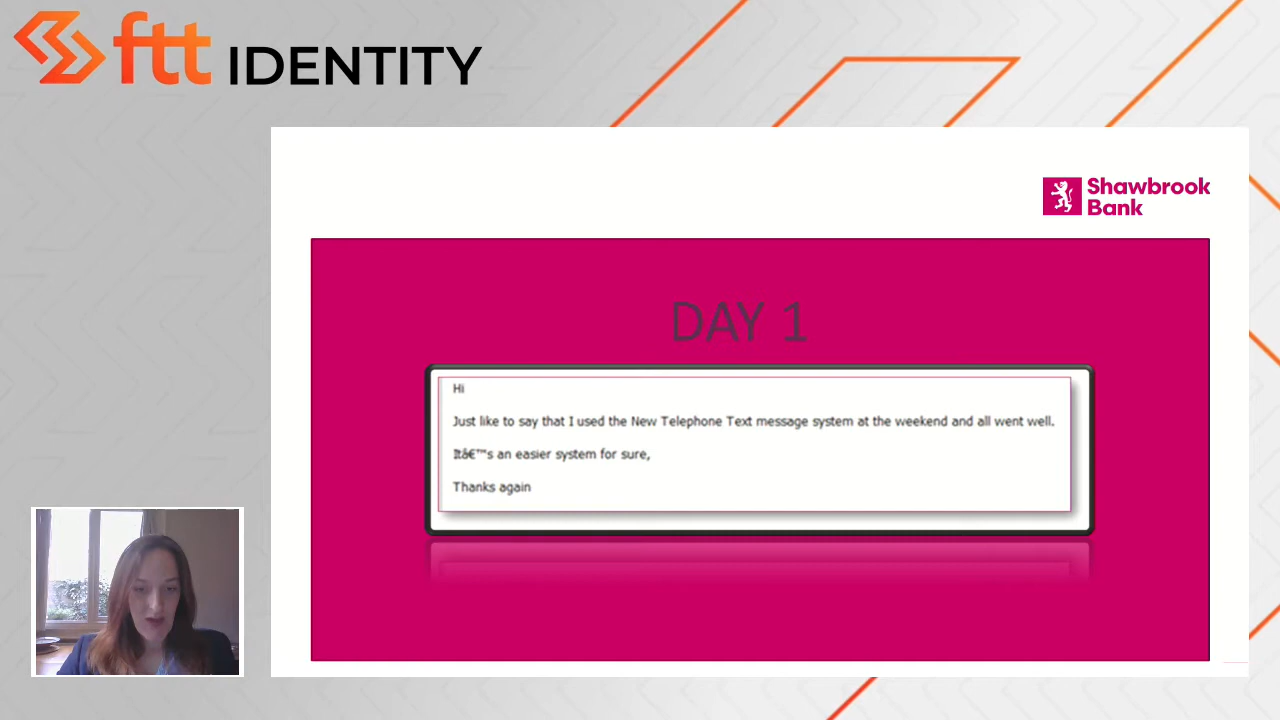 ftt IDENTITY
Shawbrook
Bank
DAY 1
Hi
Just like to say that I used the New Telephone Text message system at the weekend and all went well.
Itâ€™s an easier system for sure,
Thanks again